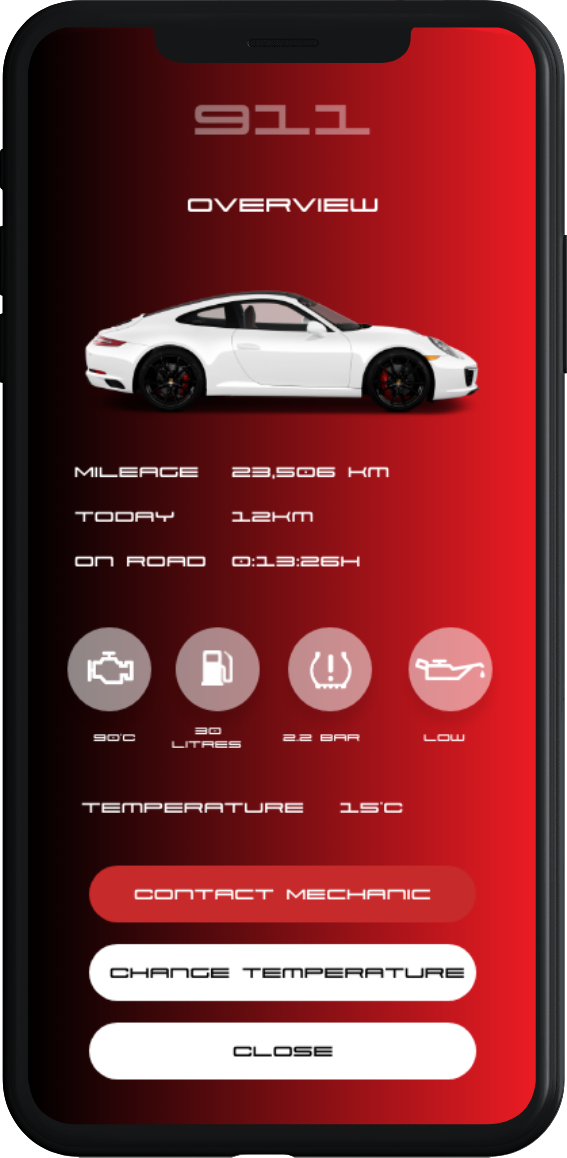 911
OVERVIEW
MILEAGE 23,506 KM
TODAY 12KM
ON ROAD 0:13:26H
90°C
30
LITRES
2.2 BAR
LOW
TEMPERATURE 15°C
CONTACT MECHANIC
CHANGE TEMPERATURE
CLOSE